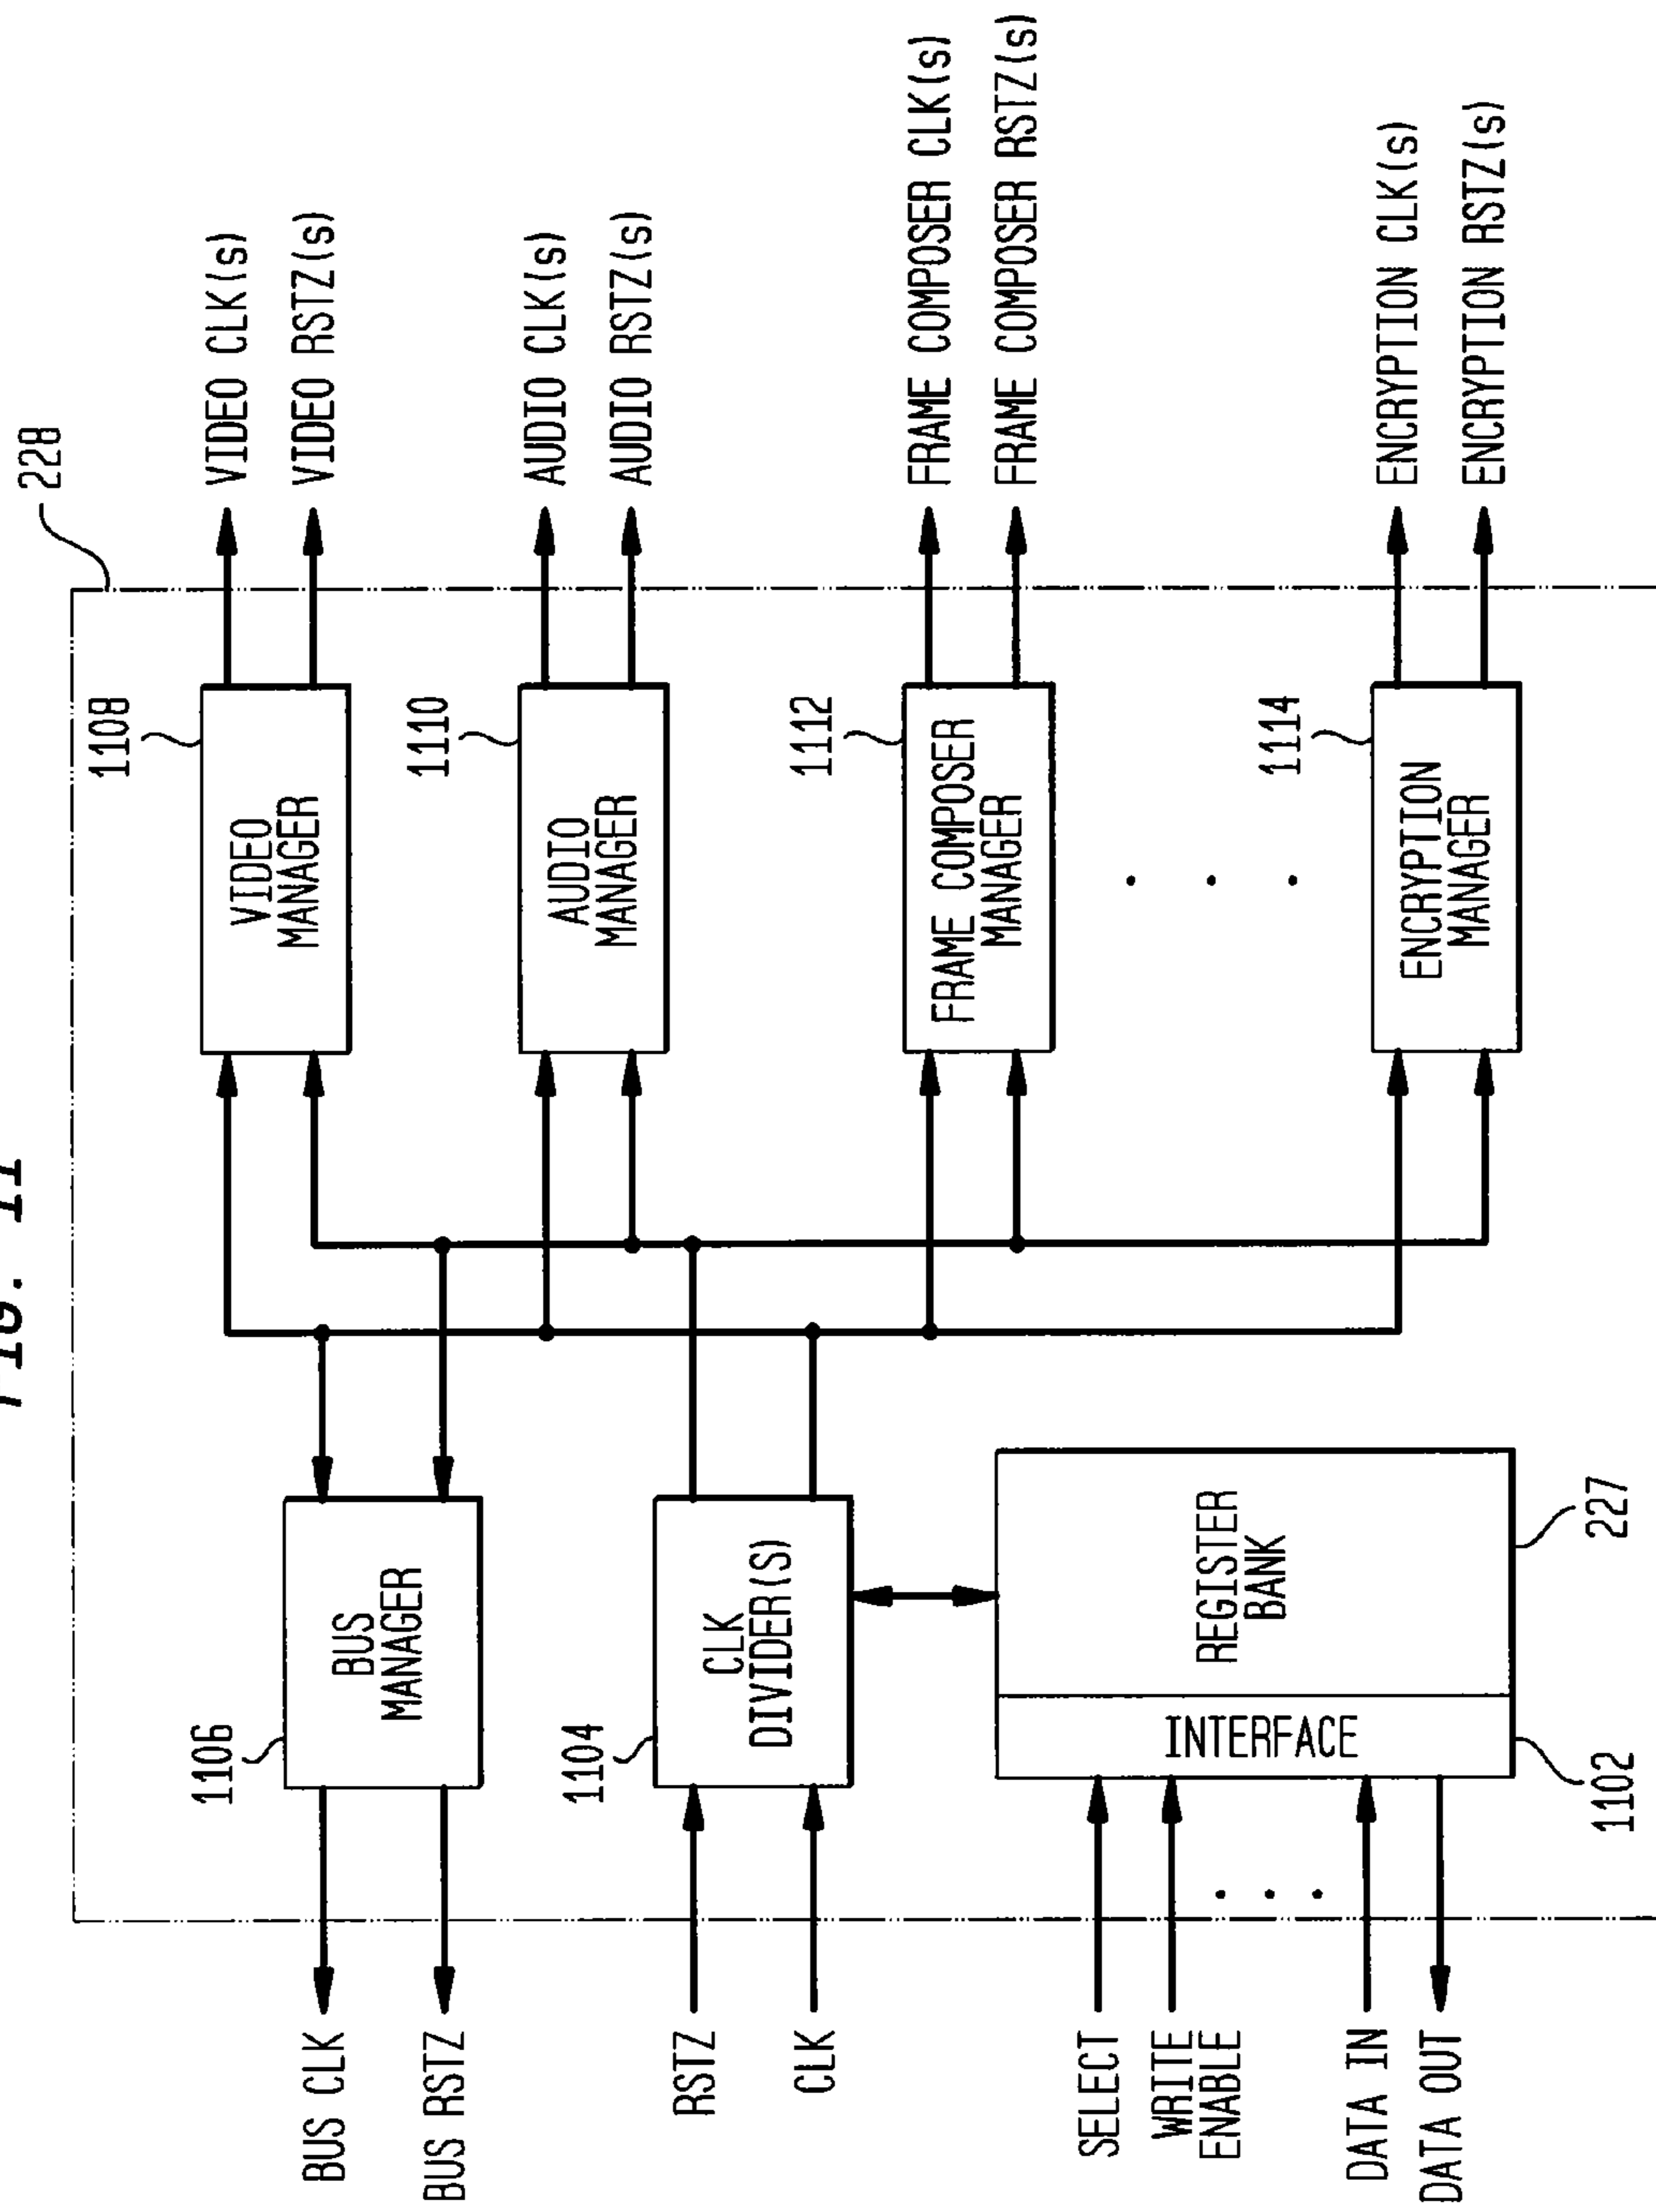 FIG. 11
228
1106
BUS
MANAGER
BUS CLK
BUS RSTZ
1104
CLK
DIVIDER(S)
RSTZ
CLK
SELECT
WRITE
ENABLE
. . .
DATA IN
DATA OUT
INTERFACE
1102
REGISTER
BANK
227
1108
VIDEO
MANAGER
VIDEO CLK(s)
VIDEO RSTZ(s)
1110
AUDIO
MANAGER
AUDIO CLK(s)
AUDIO RSTZ(s)
1112
FRAME COMPOSER
MANAGER
FRAME COMPOSER CLK(s)
FRAME COMPOSER RSTZ(s)
. . .
1114
ENCRYPTION
MANAGER
ENCRYPTION CLK(s)
ENCRYPTION RSTZ(s)